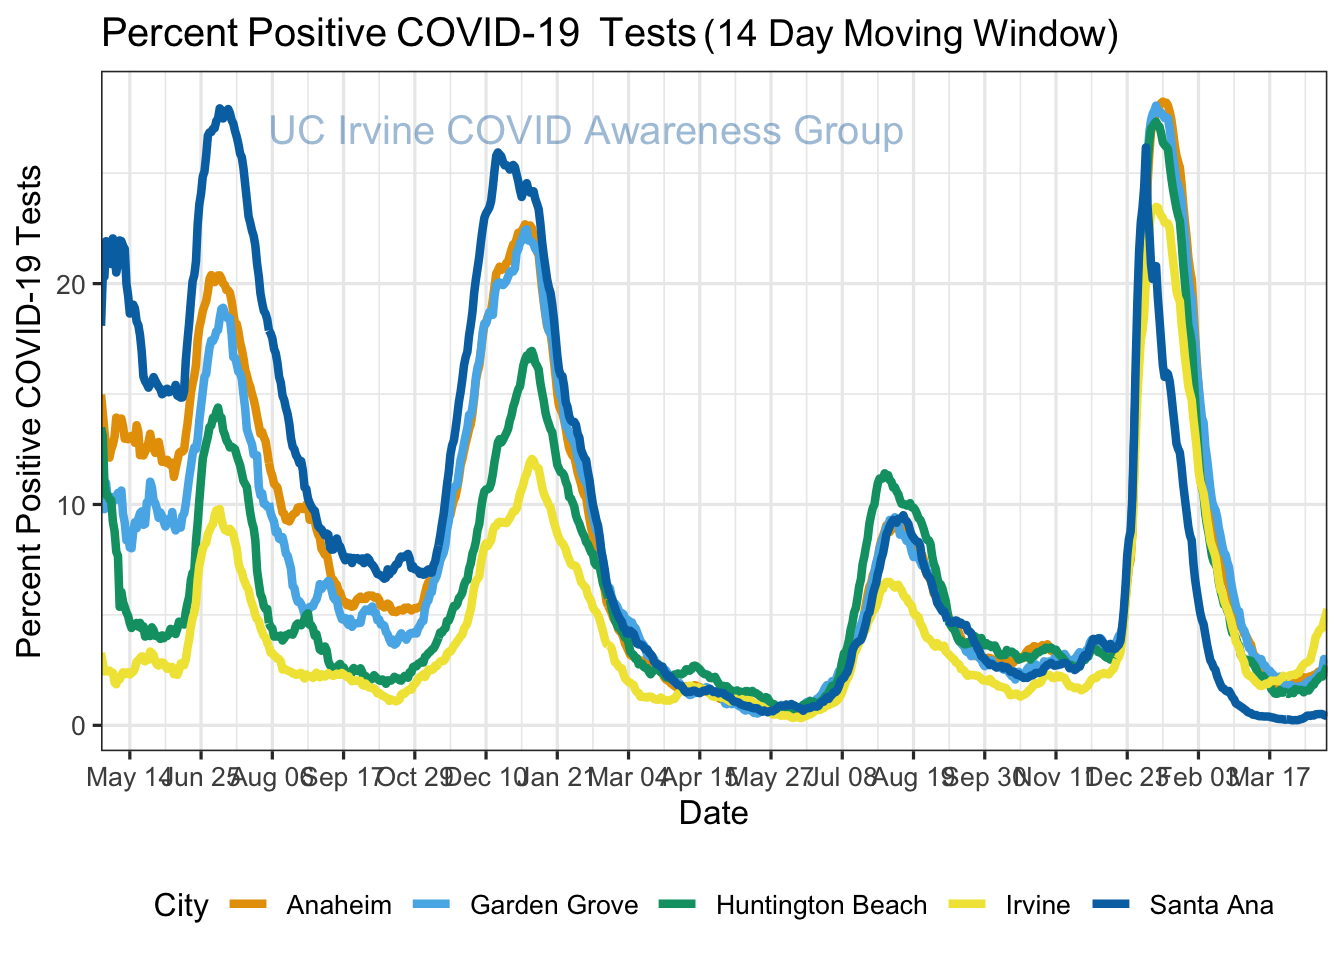 Percent Positive COVID-19 Tests (14 Day Moving Window)
UC Irvine COVID Awareness Group
Percent Positive COVID-19 Tests
20
10
0
May 14 Jun 25 Aug 06 Sep 17 Oct 29 Dec 10 Jan 21 Mar 04 Apr 15 May 27 Jul 08 Aug 19 Sep 30 Nov 11 Dec 23 Feb 03 Mar 17
Date
City Anaheim Garden Grove Huntington Beach Irvine Santa Ana